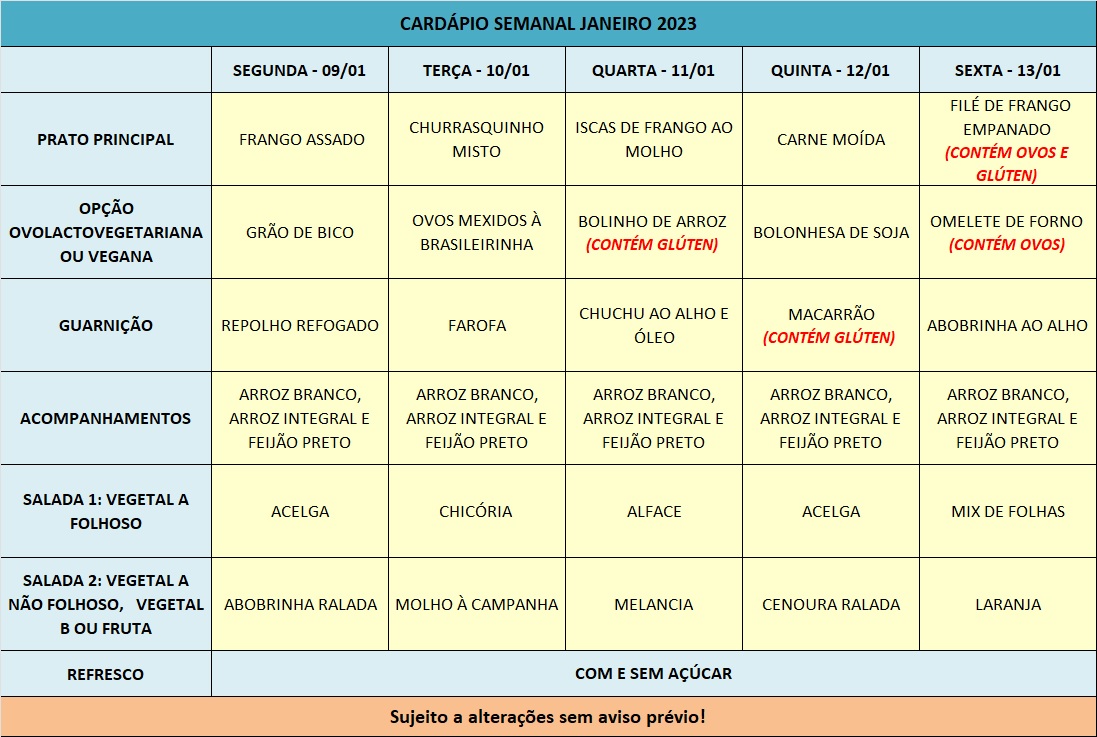 CARDÁPIO SEMANAL JANEIRO 2023
SEGUNDA - 09/01
TERÇA - 10/01
QUARTA - 11/01
QUINTA - 12/01
SEXTA - 13/01
PRATO PRINCIPAL
FRANGO ASSADO
CHURRASQUINHO
MISTO
ISCAS DE FRANGO AO
MOLHO
CARNE MOÍDA
FILÉ DE FRANGO
EMPANADO
(CONTÉM OVOS E
GLÚTEN)
OPÇÃO
OVOLACTOVEGETARIANA
OU VEGANA
GRÃO DE BICO
OVOS MEXIDOS À
BRASILEIRINHA
BOLINHO DE ARROZ
(CONTÉM GLÚTEN)
BOLONHESA DE SOJA
OMELETE DE FORNO
(CONTÉM OVOS)
GUARNIÇÃO
REPOLHO REFOGADO
FAROFA
CHUCHU AO ALHO E
ÓLEO
MACARRÃO
(CONTÉM GLÚTEN)
ABOBRINHA AO ALHO
ACOMPANHAMENTOS
ARROZ BRANCO,
ARROZ INTEGRAL E
FEIJÃO PRETO
ARROZ BRANCO,
ARROZ INTEGRAL E
FEIJÃO PRETO
ARROZ BRANCO,
ARROZ INTEGRAL E
FEIJÃO PRETO
ARROZ BRANCO,
ARROZ INTEGRAL E
FEIJÃO PRETO
ARROZ BRANCO,
ARROZ INTEGRAL E
FEIJÃO PRETO
SALADA 1: VEGETAL A
FOLHOSO
ACELGA
CHICÓRIA
ALFACE
ACELGA
MIX DE FOLHAS
SALADA 2: VEGETAL A
NÃO FOLHOSO, VEGETAL
B OU FRUTA
ABOBRINHA RALADA
MOLHO À CAMPANHA
MELANCIA
CENOURA RALADA
LARANJA
REFRESCO
COM E SEM AÇÚCAR
Sujeito a alterações sem aviso prévio!